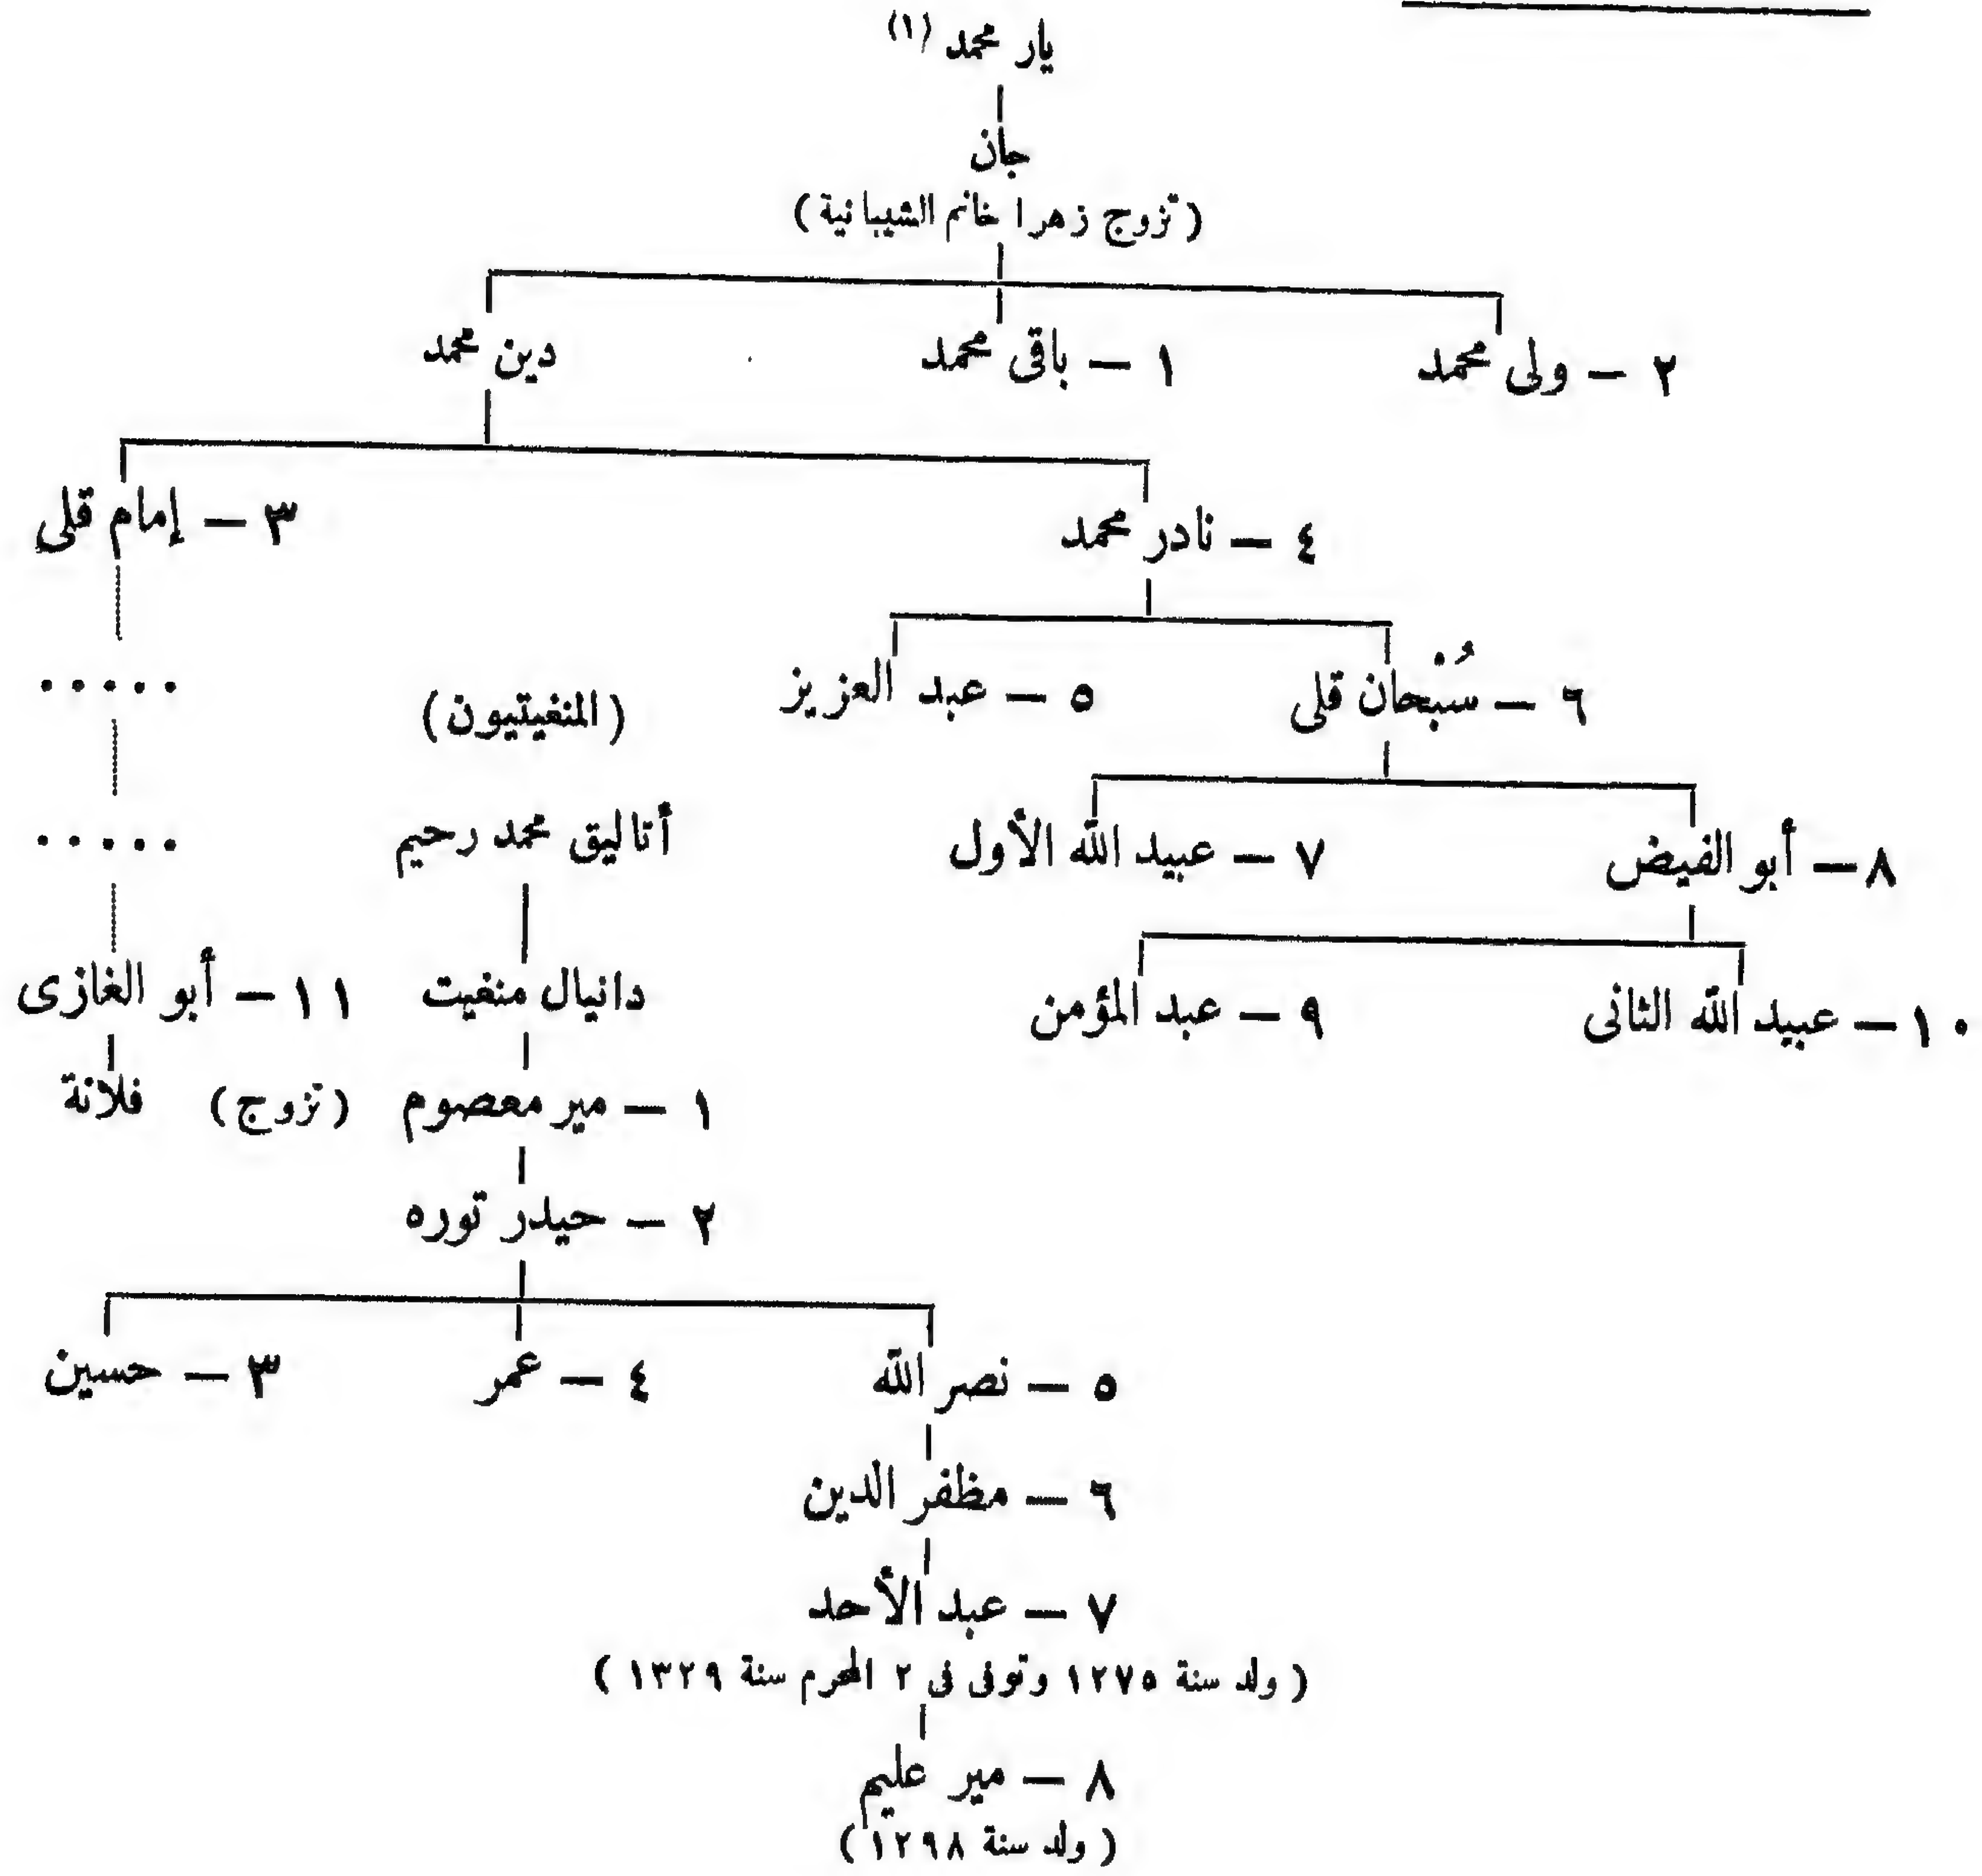 يار محمد (١)
جان
(تزوج زهرا خانم الشيبانية)
٢ — ولى محمد
١ — باقى محمد
دين محمد
٤ — نادر محمد
٣ — إمام قلى
٦ — سُبْحان قلى
٥ — عبد العزيز
(المنغيتيون)
.....
٨ — أبو الفيض
٧ — عبيد الله الأول
أتاليق محمد رحيم
.....
١٠ — عبيد الله الثانى
٩ — عبد المؤمن
دانيال منغيت
١١ — أبو الغازى
١ — مير معصوم (تزوج) فلانة
٢ — حيدر توره
٥ — نصر الله
٤ — عمر
٣ — حسين
٦ — مظفر الدين
٧ — عبد الأحد
(ولد سنة ١٢٧٥ وتوفى فى ٢ المحرم سنة ١٣٢٩)
٨ — مير عليم
(ولد سنة ١٢٩٨)